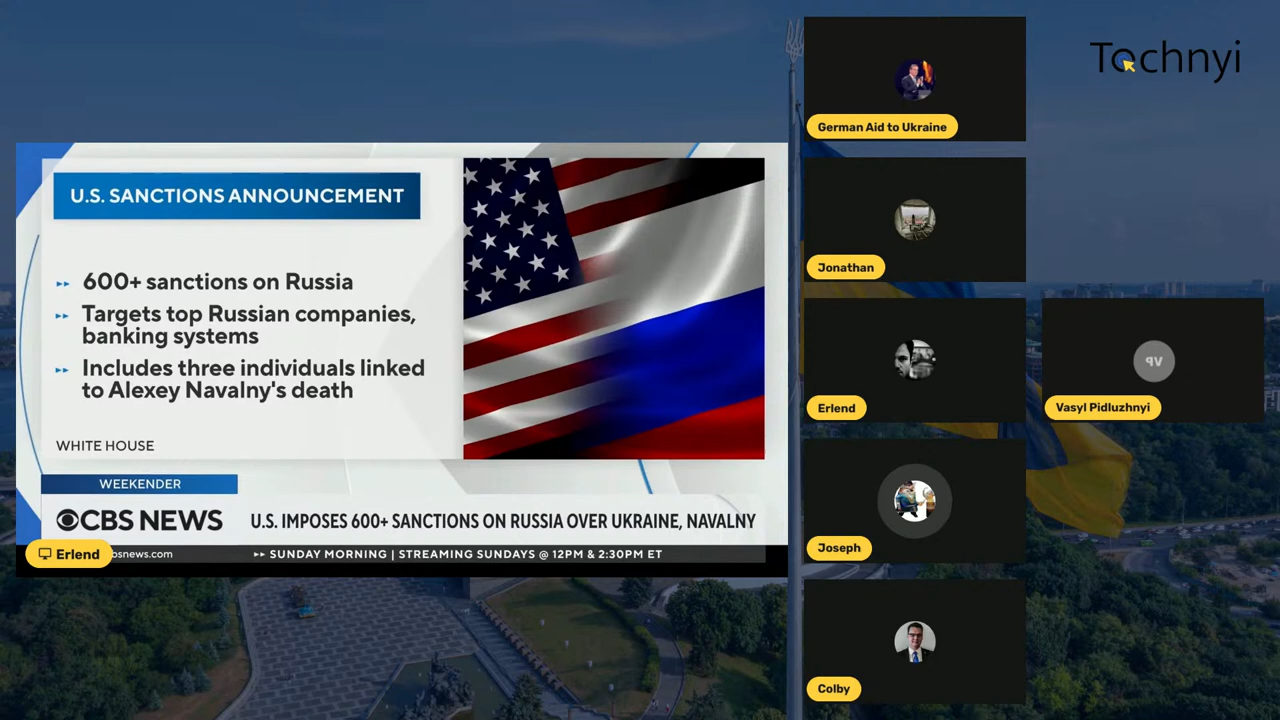 U.S. SANCTIONS ANNOUNCEMENT
600+ sanctions on Russia
Targets top Russian companies,
banking systems
Includes three individuals linked
to Alexey Navalny's death
WHITE HOUSE
WEEKENDER
CBS NEWS
U.S. IMPOSES 600+ SANCTIONS ON RUSSIA OVER UKRAINE, NAVALNY
Erlend
bsnews.com
SUNDAY MORNING | STREAMING SUNDAYS @ 12PM & 2:30PM ET
German Aid to Ukraine
Jonathan
Erlend
Joseph
Colby
VP
Vasyl Pidluzhnyi
Tochnyi